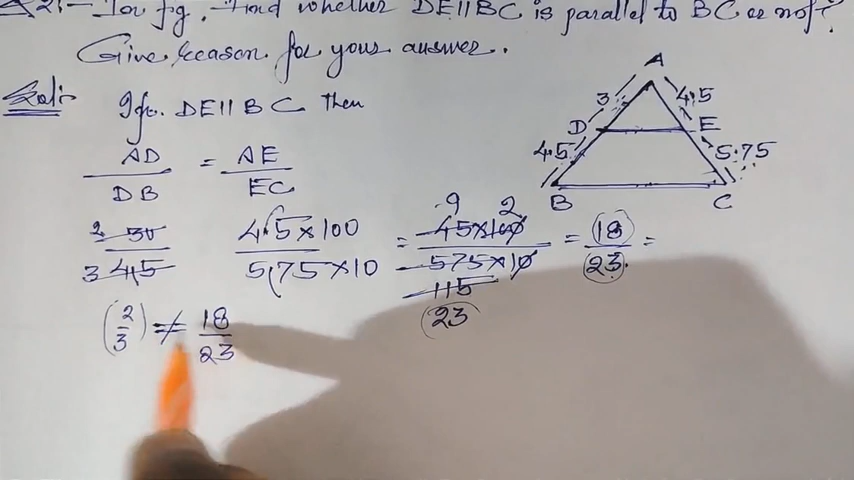 Q21:- In fig. Find whether DE||BC is parallel to BC or not?
Give reason for your answer.
Sol:- If DE||BC Then
AD = AE
DB EC
2 30 4.5×100 = 9 45×100 2 = 18 =
3 4,5 5,75×10 575×10 23
115
23
2 ≠ 18
3 23
A
3 4.5
D E
4.5 5.75
B C